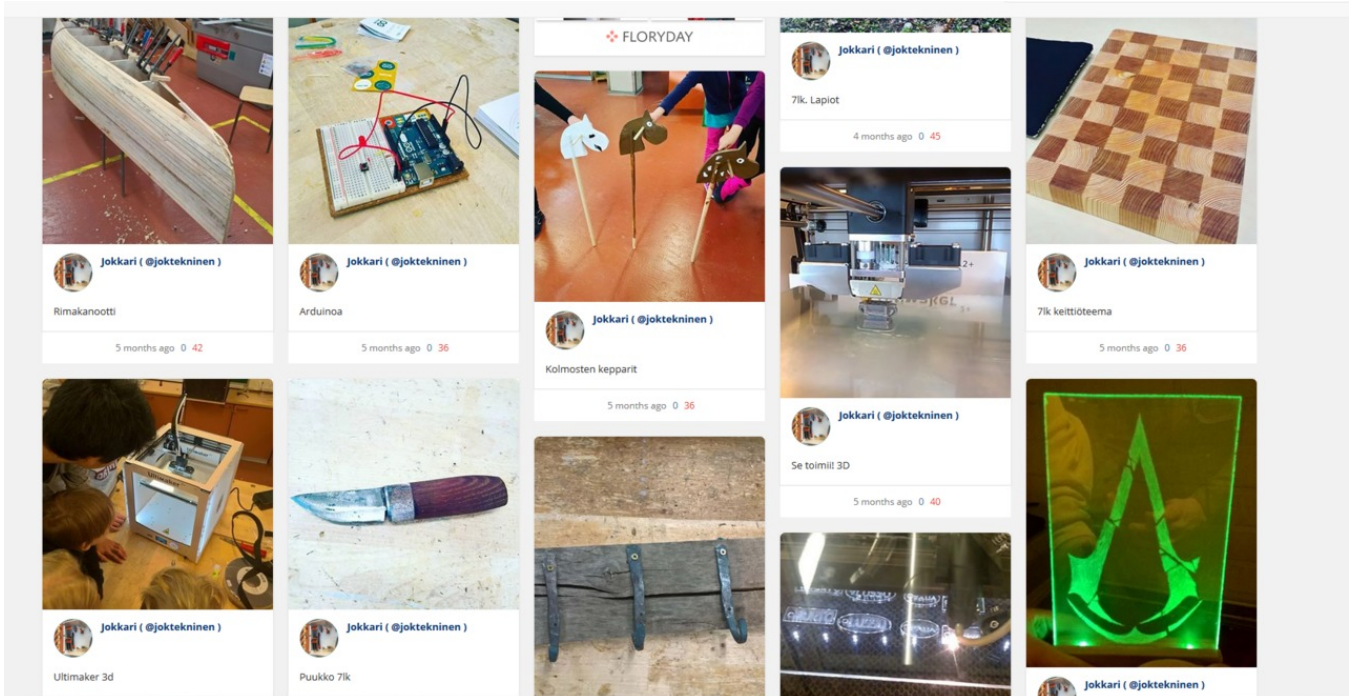 Jokkari ( @joktekninen )
Rimakanootti
5 months ago 0 42
Jokkari ( @joktekninen )
Ultimaker 3d
Jokkari ( @joktekninen )
Arduinoa
5 months ago 0 36
Jokkari ( @joktekninen )
Puukko 7lk
FLORYDAY
Jokkari ( @joktekninen )
Kolmosten kepparit
5 months ago 0 36
Jokkari ( @joktekninen )
7lk. Lapiot
4 months ago 0 45
2+
Jokkari ( @joktekninen )
Se toimii! 3D
5 months ago 0 40
Jokkari ( @joktekninen )
7lk keittiöteema
5 months ago 0 36
Jokkari ( @joktekninen )